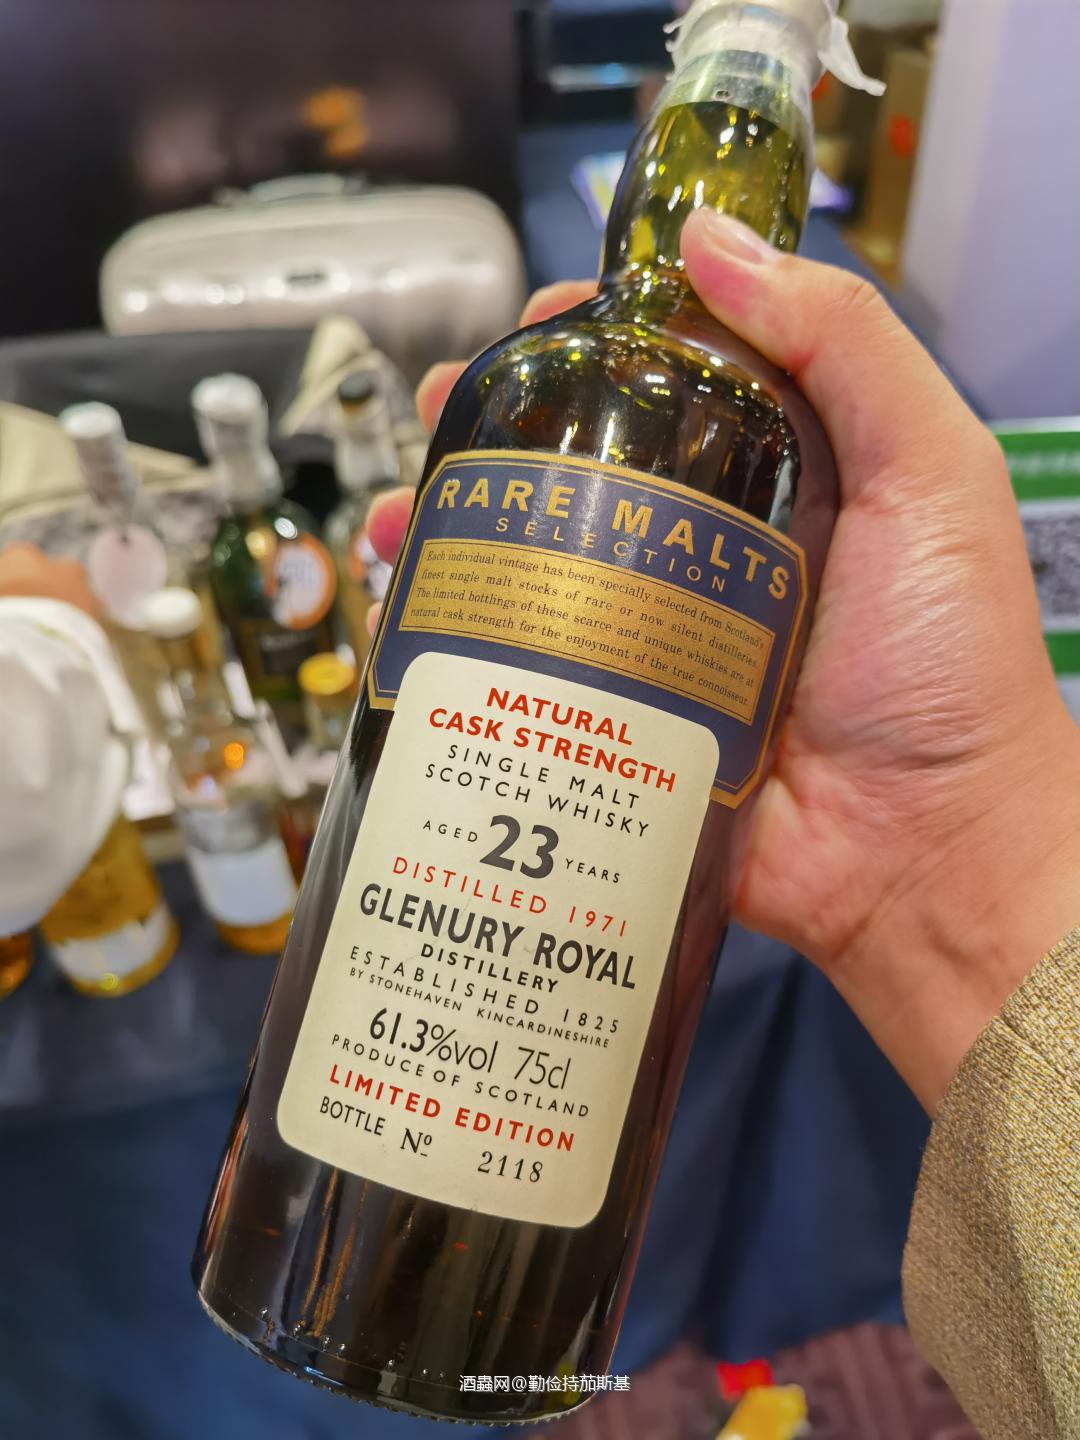 RARE MALTS
SELECTION
Each individual vintage has been specially selected from Scotland's
finest single malt stocks of rare or now silent distilleries.
The limited bottlings of these scarce and unique whiskies are at
natural cask strength for the enjoyment of the true connoisseur.
NATURAL
CASK STRENGTH
SINGLE MALT
SCOTCH WHISKY
AGED 23 YEARS
DISTILLED 1971
GLENURY ROYAL
DISTILLERY
ESTABLISHED 1825
BY STONEHAVEN KINCARDINESHIRE
61.3%vol 75cl
PRODUCE OF SCOTLAND
LIMITED EDITION
BOTTLE Nº 2118
酒蟲网@勤俭持茄斯基